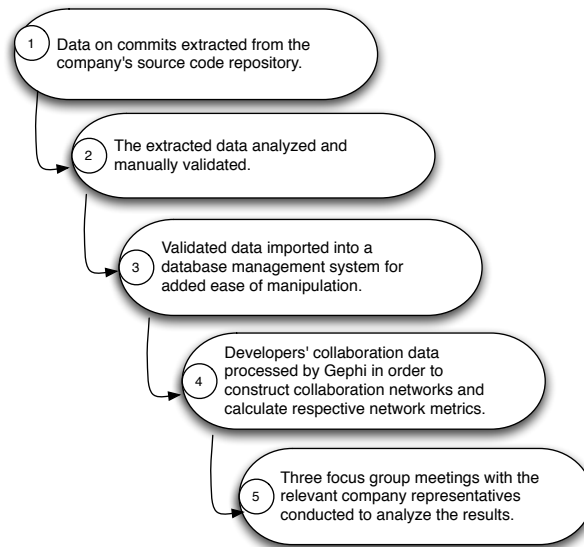 1
Data on commits extracted from the
company's source code repository.
2
The extracted data analyzed and
manually validated.
3
Validated data imported into a
database management system for
added ease of manipulation.
4
Developers' collaboration data
processed by Gephi in order to
construct collaboration networks and
calculate respective network metrics.
5
Three focus group meetings with the
relevant company representatives
conducted to analyze the results.